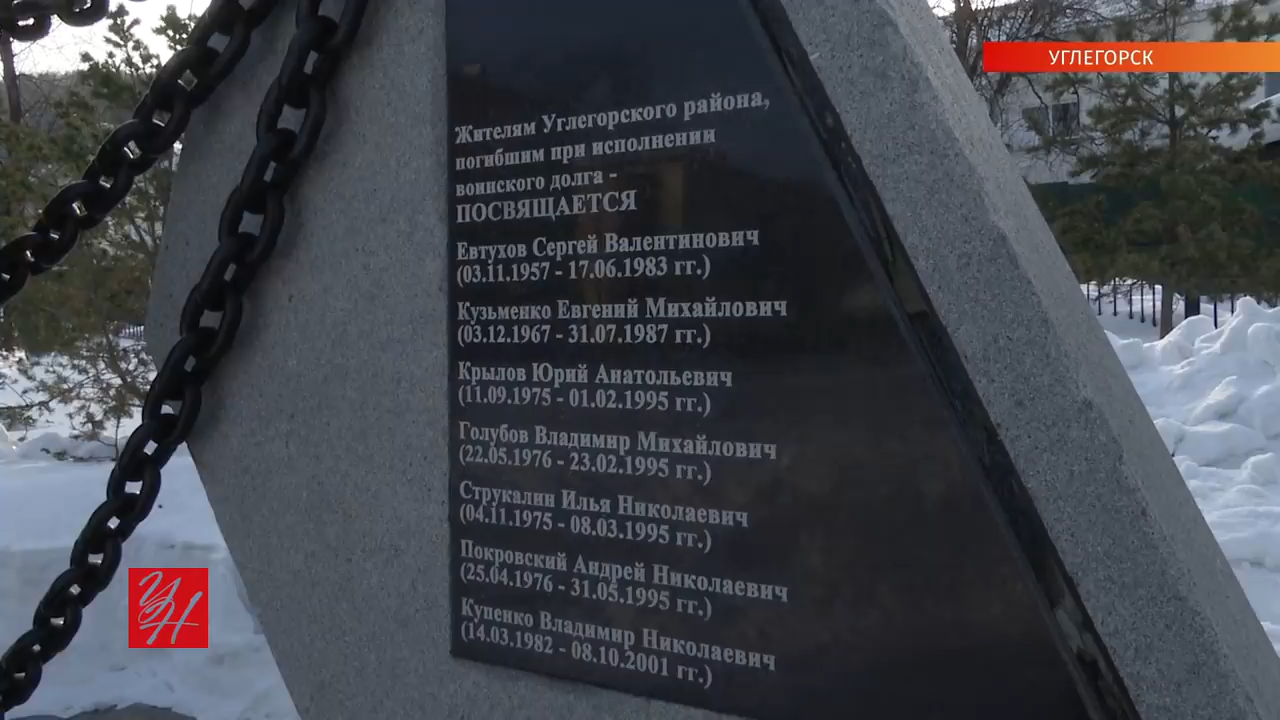 УГЛЕГОРСК
Жителям Углегорского района,
погибшим при исполнении
воинского долга -
ПОСВЯЩАЕТСЯ
Евтухов Сергей Валентинович
(03.11.1957 - 17.06.1983 гг.)
Кузьменко Евгений Михайлович
(03.12.1967 - 31.07.1987 гг.)
Крылов Юрий Анатольевич
(11.09.1975 - 01.02.1995 гг.)
Голубов Владимир Михайлович
(22.05.1976 - 23.02.1995 гг.)
Струкалин Илья Николаевич
(04.11.1975 - 08.03.1995 гг.)
Покровский Андрей Николаевич
(25.04.1976 - 31.05.1995 гг.)
Купенко Владимир Николаевич
(14.03.1982 - 08.10.2001 гг.)
УН